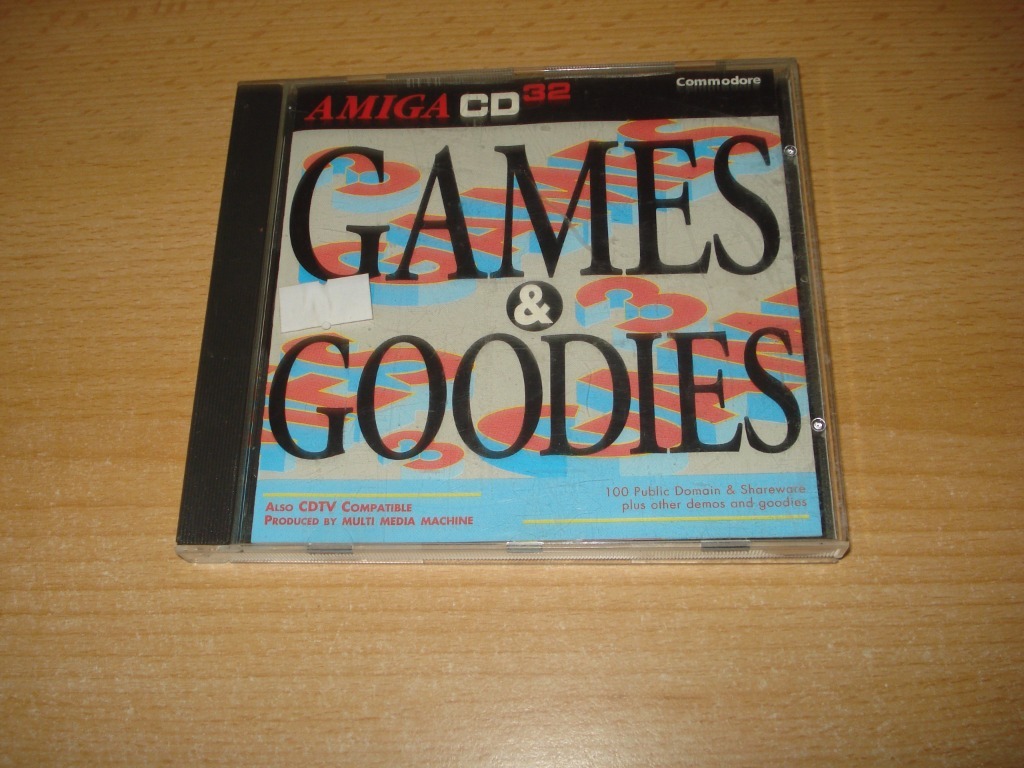 AMIGA CD32 Commodore
GAMES
&
GOODIES
ALSO CDTV COMPATIBLE
PRODUCED BY MULTI MEDIA MACHINE
100 Public Domain & Shareware
plus other demos and goodies